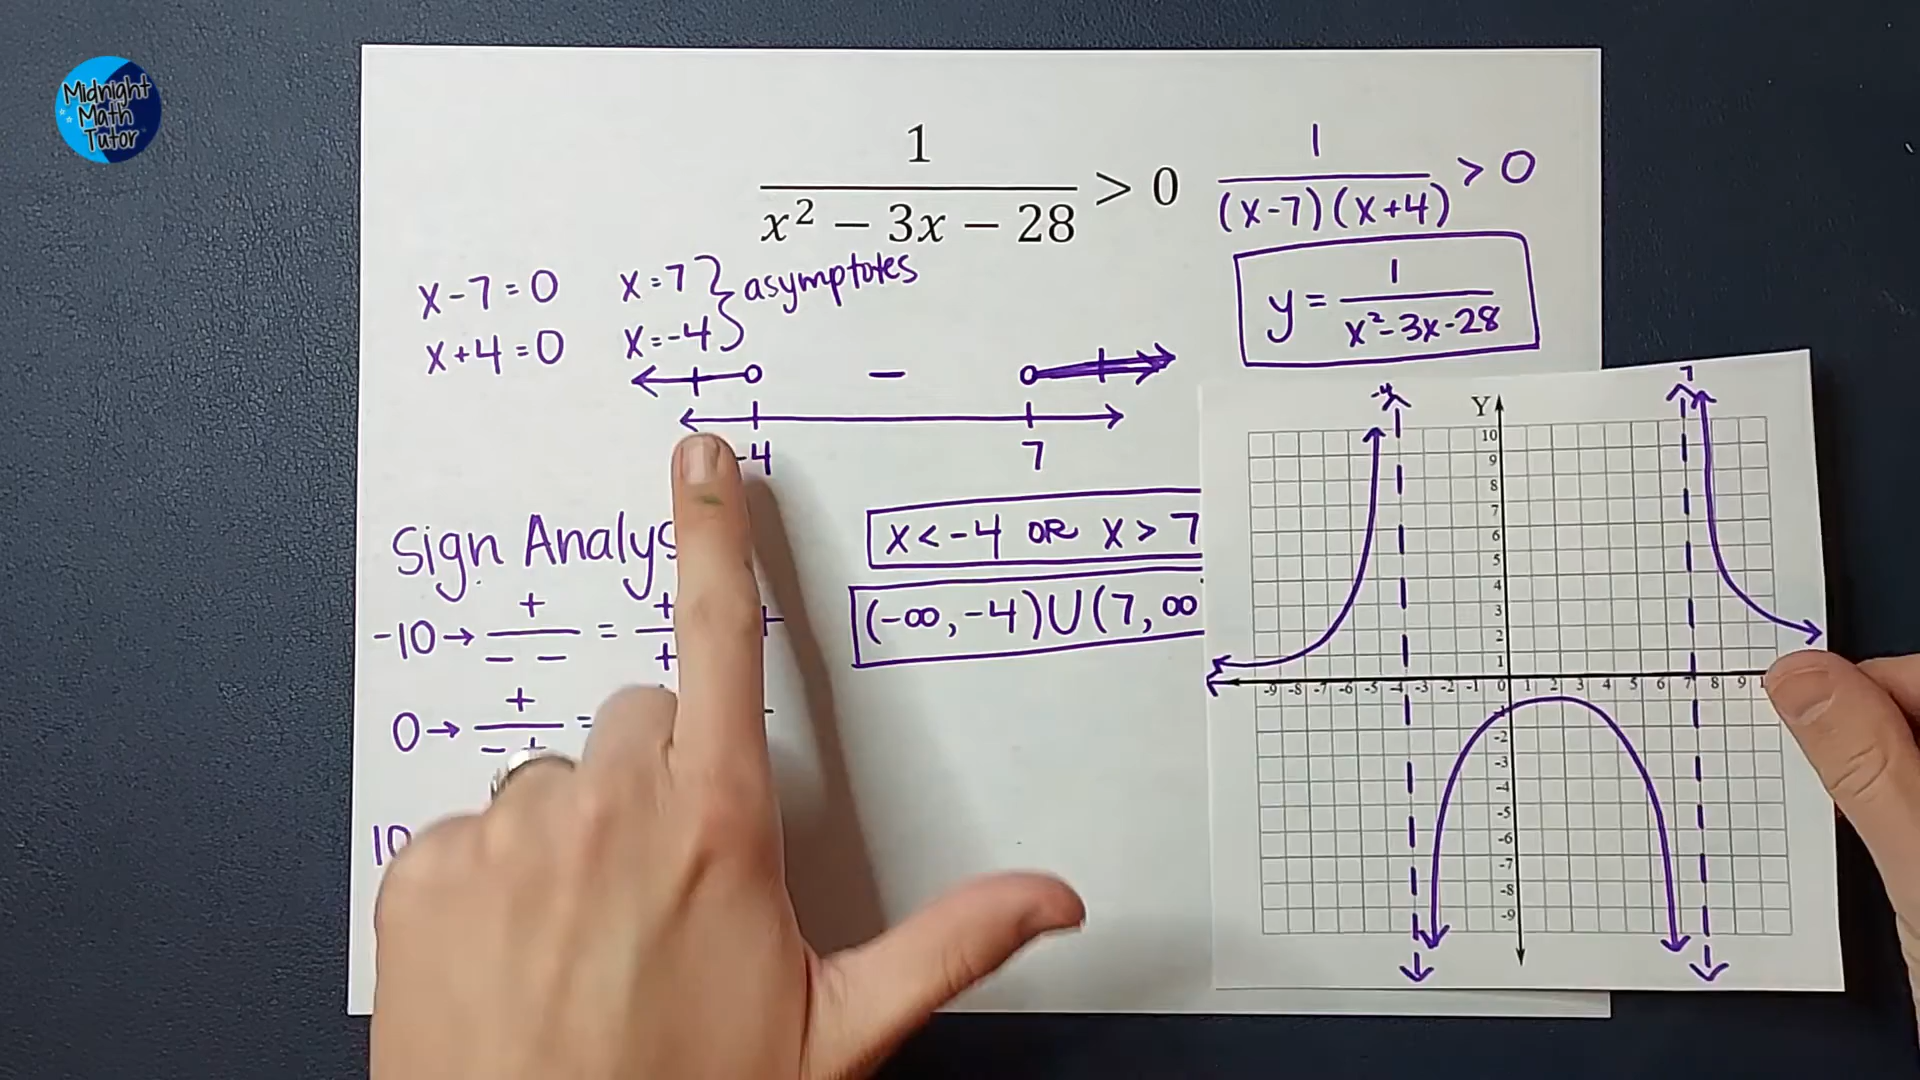 Midnight
Math
Tutor
1
x² − 3x − 28 > 0
1
(x-7)(x+4) > 0
x-7=0 x=7 } asymptotes
x+4=0 x=-4
y = 1
x²-3x-28
−
-4 7
Sign Analys
x<-4 OR x>7
(-∞,-4)∪(7,∞
-10→ + = + +
− − +
0→ + =
− +
10
-4 7
Y
10
9
8
7
6
5
4
3
2
1
-9 -8 -7 -6 -5 -4 -3 -2 -1 0 1 2 3 4 5 6 7 8 9
-2
-3
-4
-5
-6
-7
-8
-9